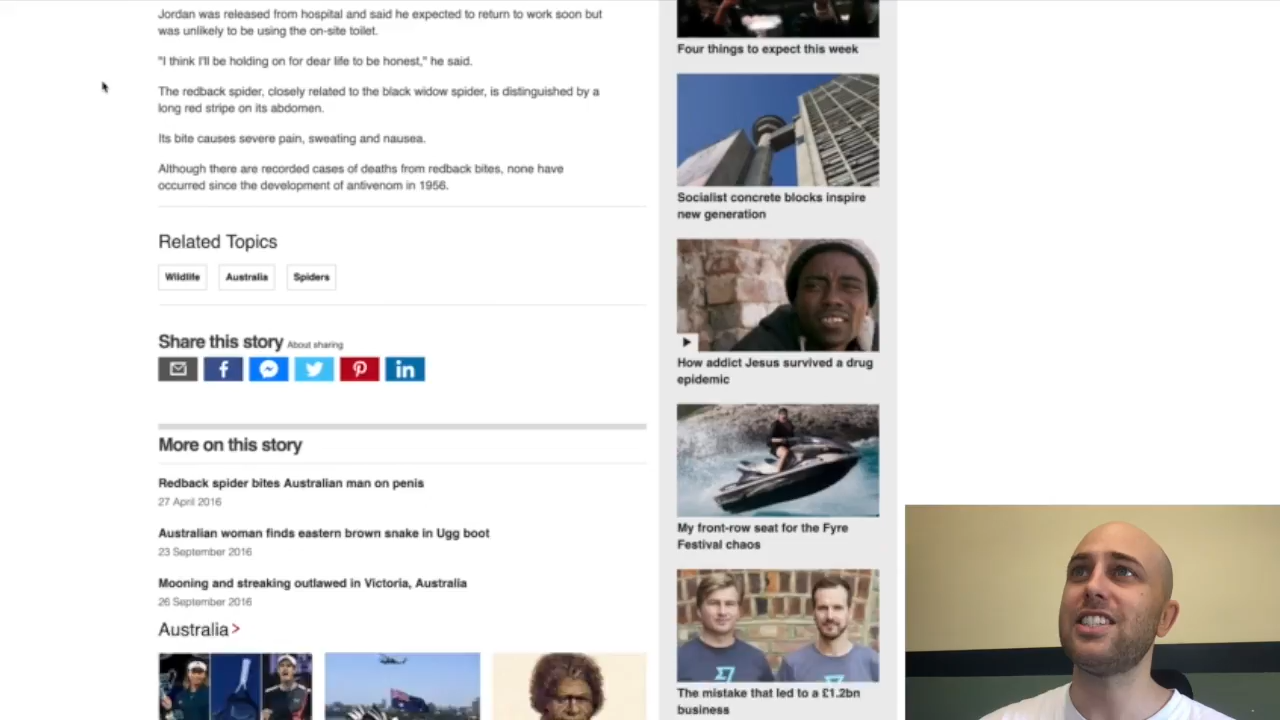 Jordan was released from hospital and said he expected to return to work soon but
was unlikely to be using the on-site toilet.
"I think I'll be holding on for dear life to be honest," he said.
The redback spider, closely related to the black widow spider, is distinguished by a
long red stripe on its abdomen.
Its bite causes severe pain, sweating and nausea.
Although there are recorded cases of deaths from redback bites, none have
occurred since the development of antivenom in 1956.
Related Topics
Wildlife
Australia
Spiders
Share this story About sharing
More on this story
Redback spider bites Australian man on penis
27 April 2016
Australian woman finds eastern brown snake in Ugg boot
23 September 2016
Mooning and streaking outlawed in Victoria, Australia
26 September 2016
Australia >
Four things to expect this week
Socialist concrete blocks inspire
new generation
How addict Jesus survived a drug
epidemic
My front-row seat for the Fyre
Festival chaos
The mistake that led to a £1.2bn
business